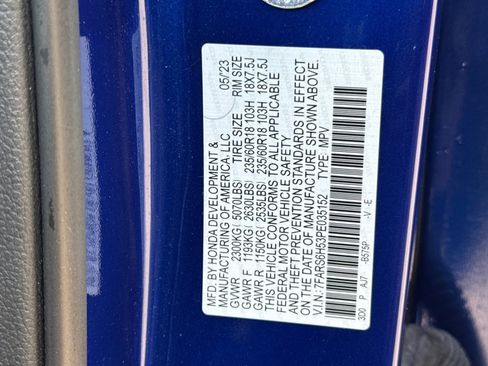 MFD. BY HONDA DEVELOPMENT &
MANUFACTURING OF AMERICA, LLC 05/23
GVWR 2300KG( 5070LBS) TIRE SIZE RIM SIZE
GAWR F 1193KG( 2630LBS) 235/60R18 103H 18X7.5J
GAWR R 1150KG( 2535LBS) 235/60R18 103H 18X7.5J
THIS VEHICLE CONFORMS TO ALL APPLICABLE
FEDERAL MOTOR VEHICLE SAFETY
AND THEFT PREVENTION STANDARDS IN EFFECT
ON THE DATE OF MANUFACTURE SHOWN ABOVE.
V.I.N.: 7FARS6H53PE035152 TYPE: MPV
3D0 P AU7 -B575P- -V -E